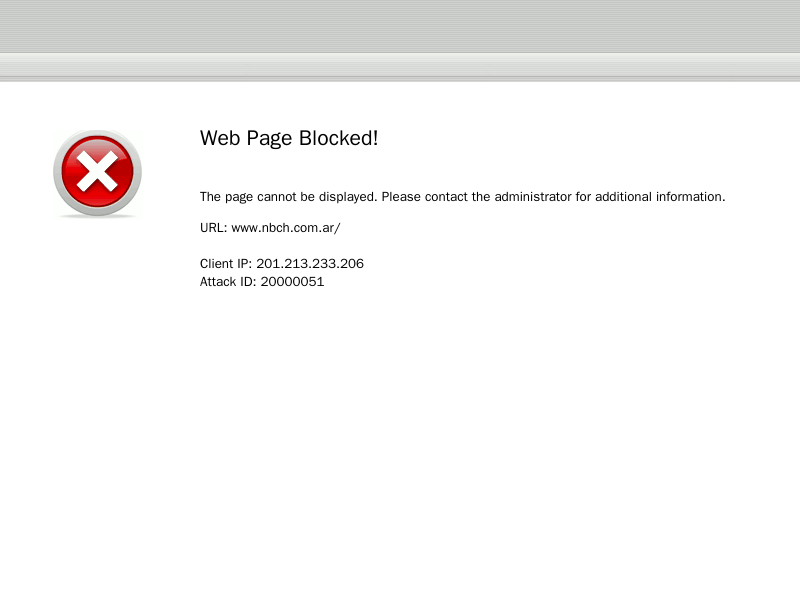 Web Page Blocked!
The page cannot be displayed. Please contact the administrator for additional information.
URL: www.nbch.com.ar/
Client IP: 201.213.233.206
Attack ID: 20000051